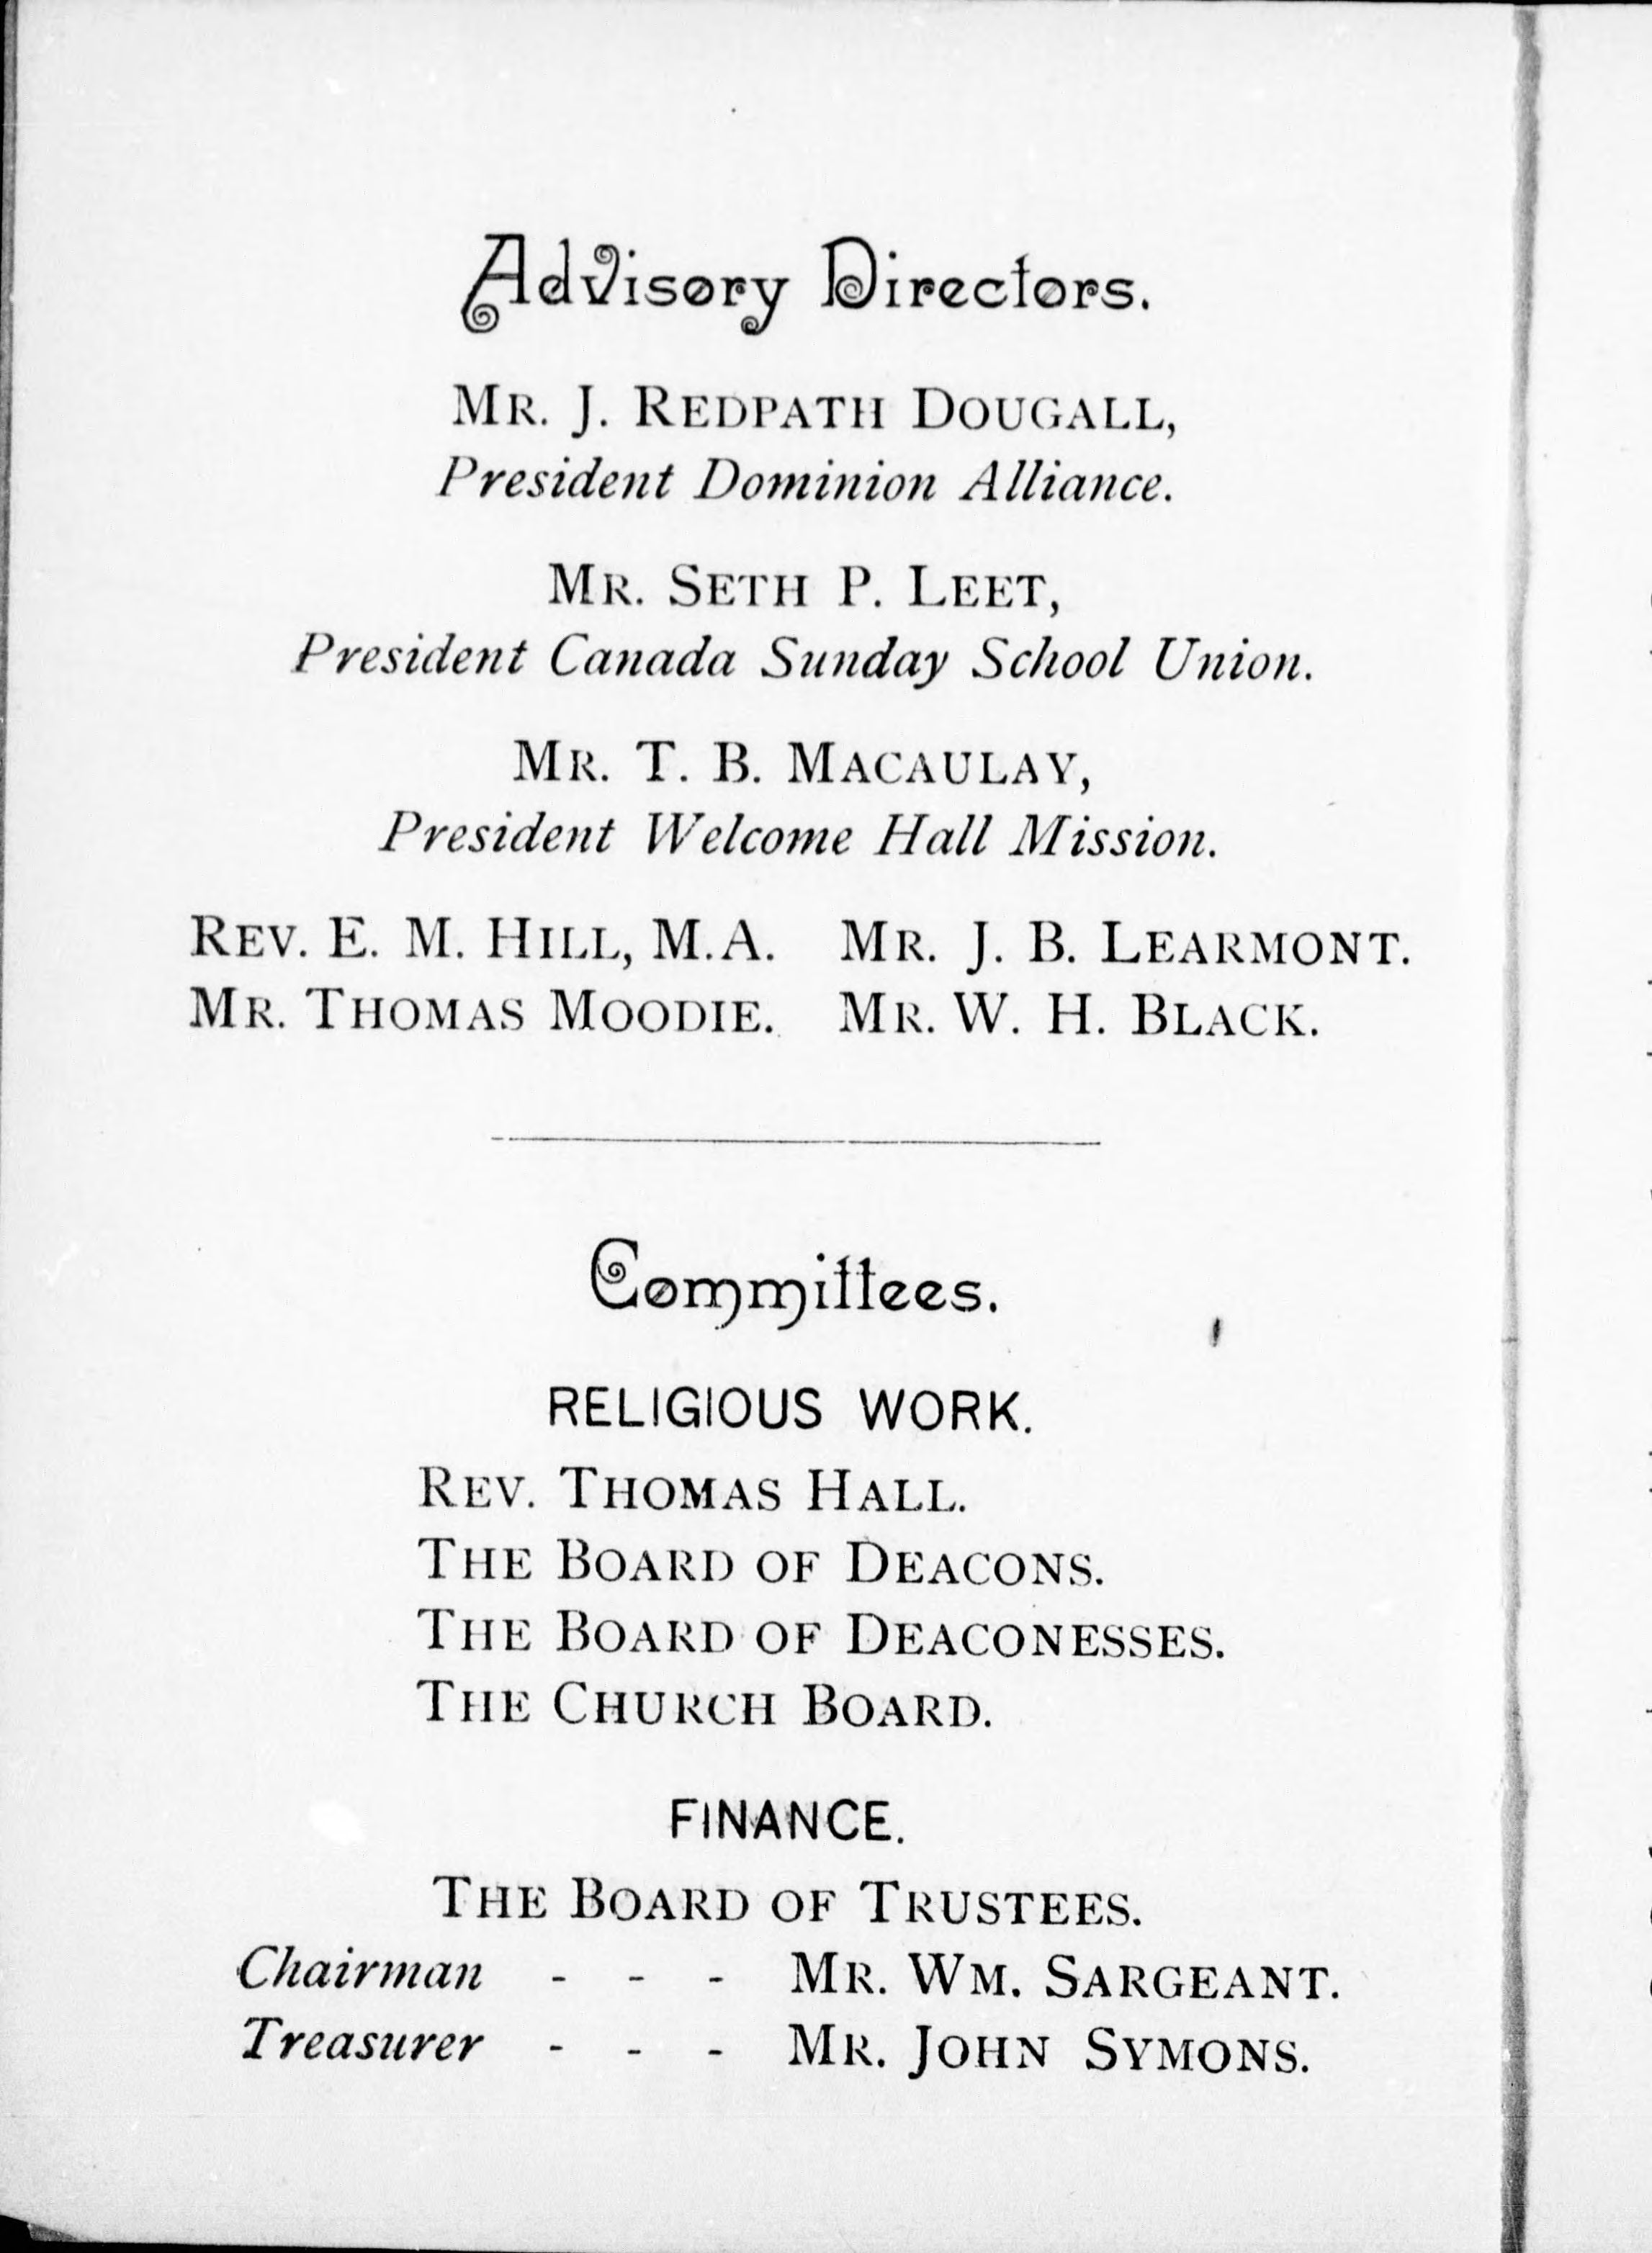 Advisory Directors.
Mr. J. Redpath Dougall,
President Dominion Alliance.
Mr. Seth P. Leet,
President Canada Sunday School Union.
Mr. T. B. Macaulay,
President Welcome Hall Mission.
Rev. E. M. Hill, M.A. Mr. J. B. Learmont.
Mr. Thomas Moodie. Mr. W. H. Black.
Committees.
RELIGIOUS WORK.
Rev. Thomas Hall.
The Board of Deacons.
The Board of Deaconesses.
The Church Board.
FINANCE.
The Board of Trustees.
Chairman - - - Mr. Wm. Sargeant.
Treasurer - - - Mr. John Symons.